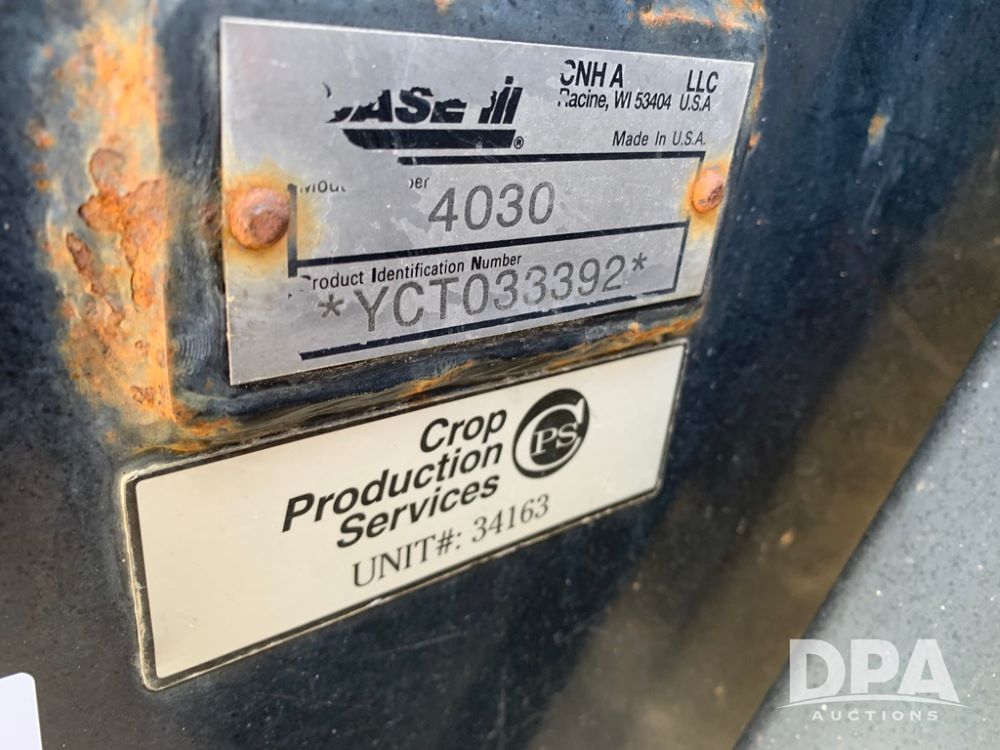 CASE III
CNH A LLC
Racine, WI 53404 U.S.A
Made In U.S.A.
4030
Product Identification Number
*YCT033392*
Crop
Production
Services
CPS
UNIT#: 34163
DPA
AUCTIONS